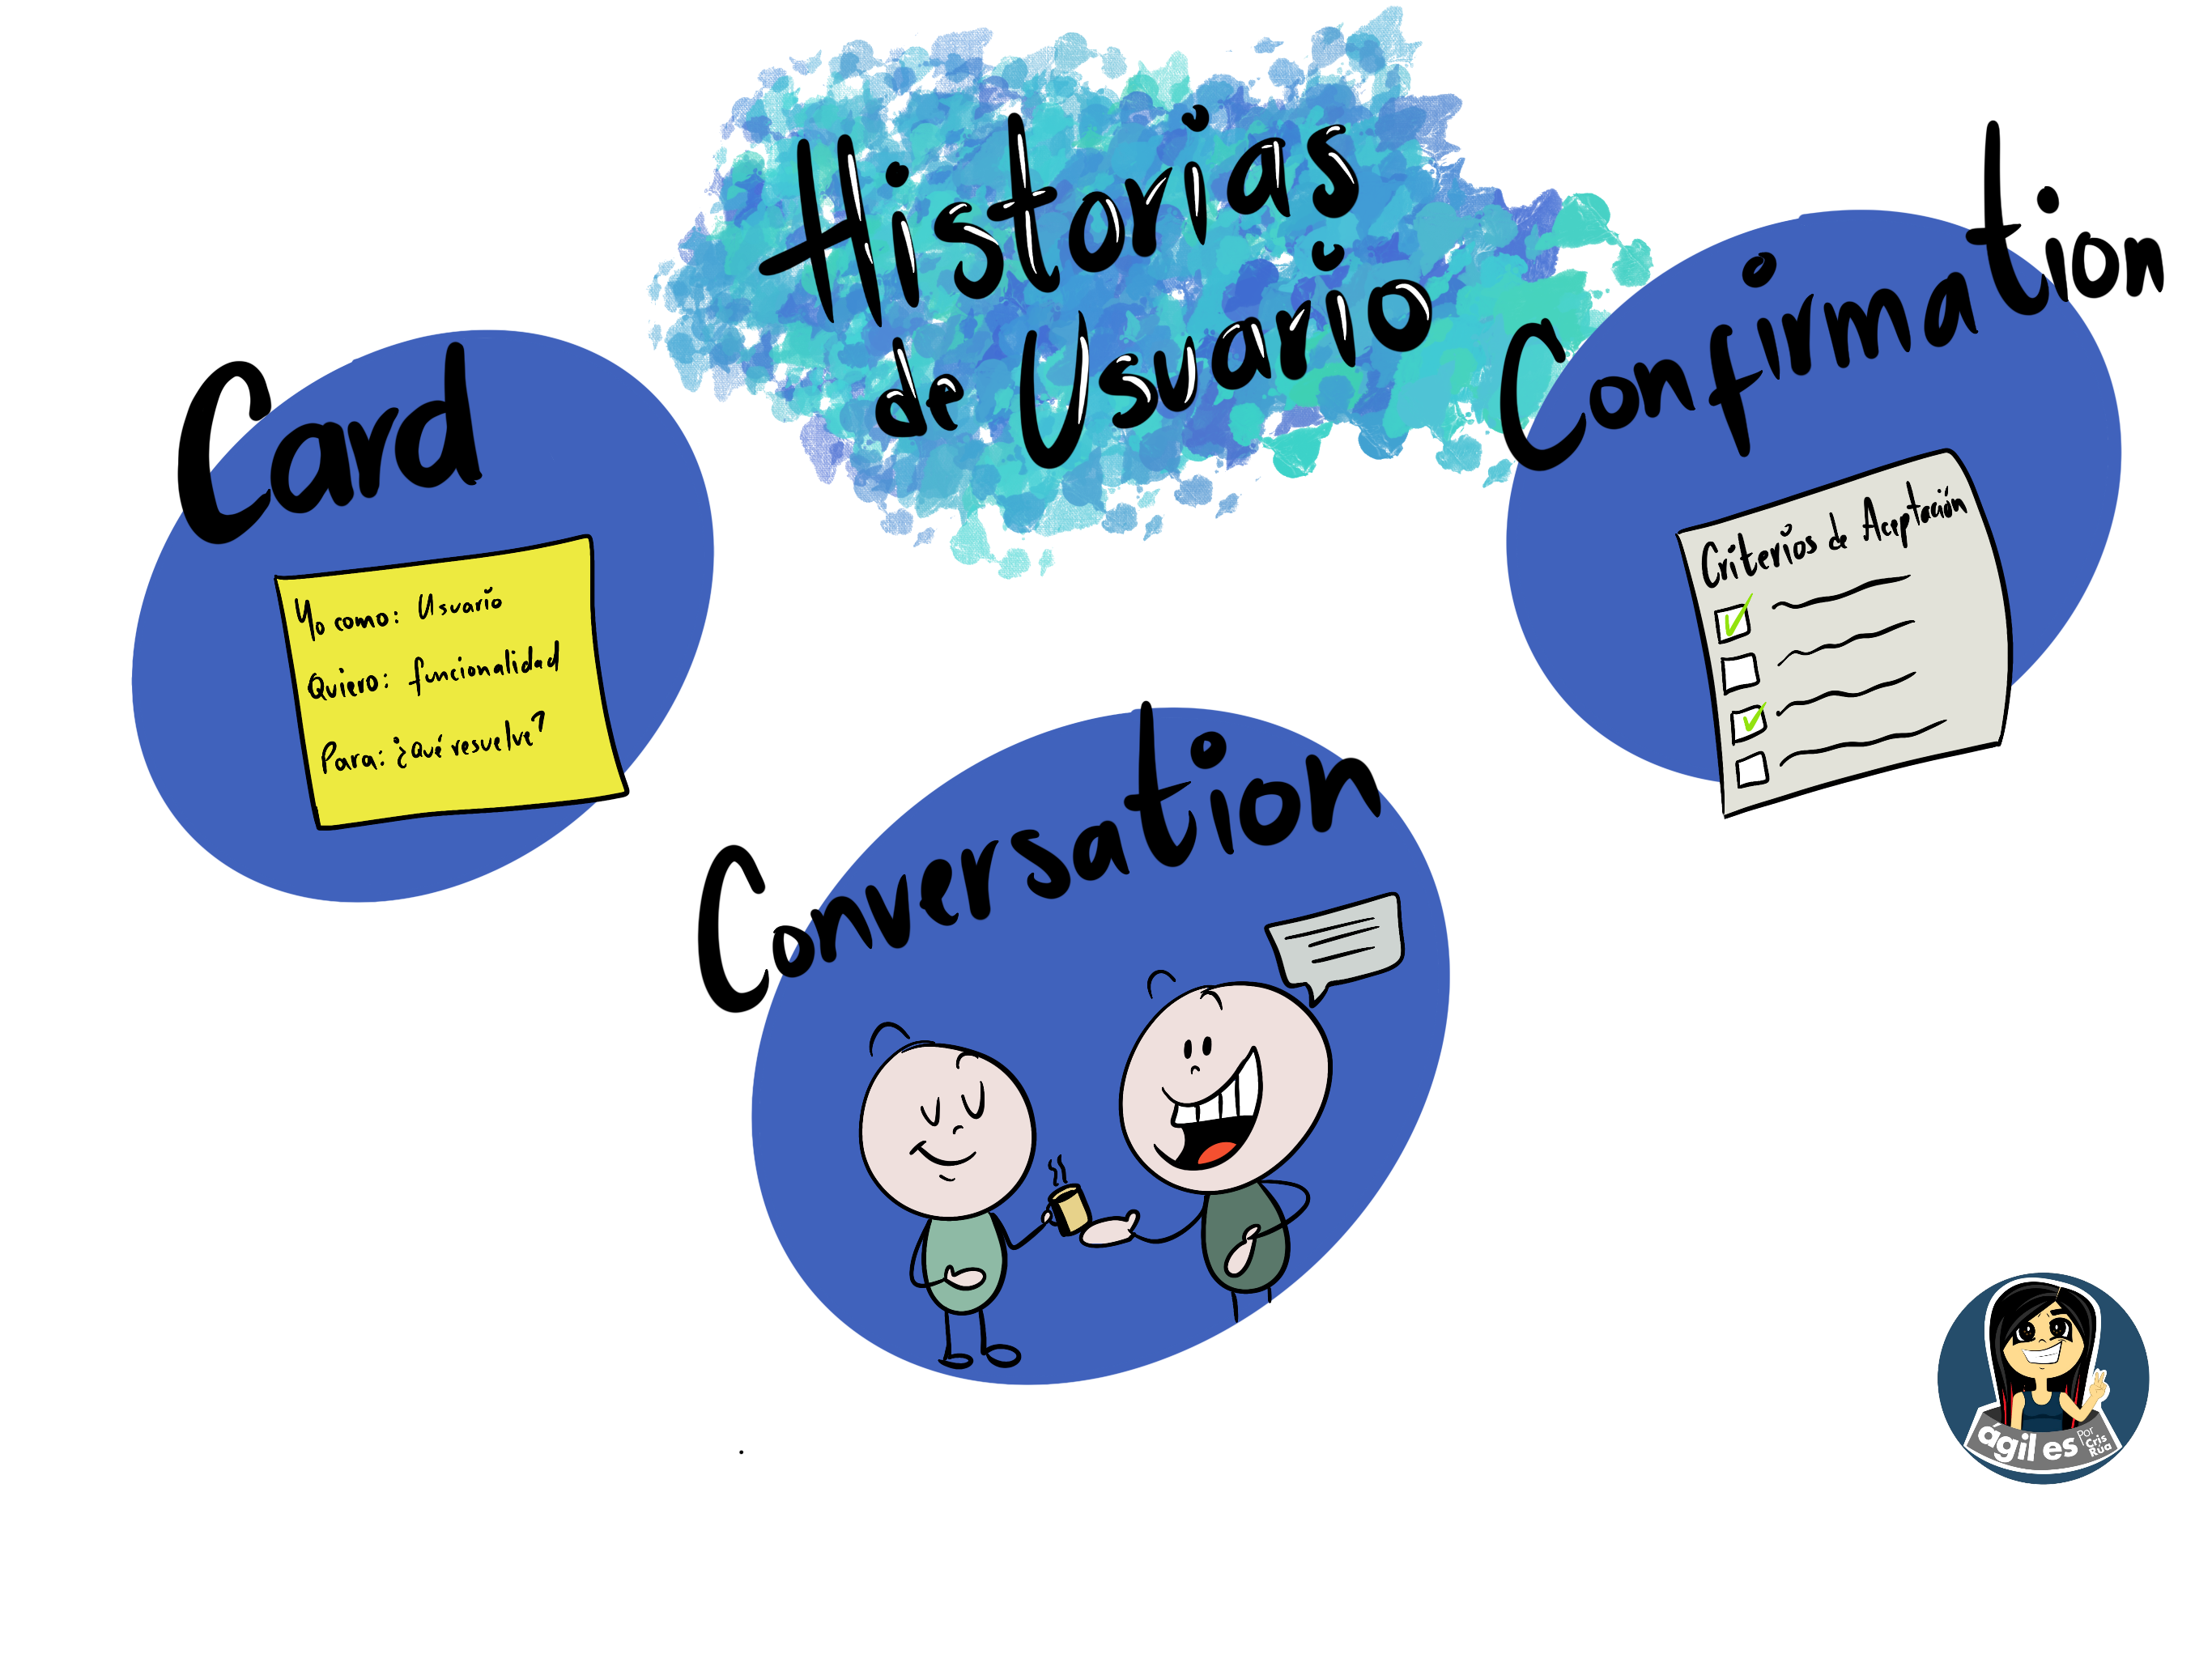 Historias
de Usuario
Card
Yo como: Usuario
Quiero: funcionalidad
Para: ¿qué resuelve?
Conversation
Confirmation
Criterios de Aceptación
ágil es
Por
Cris
Rúa